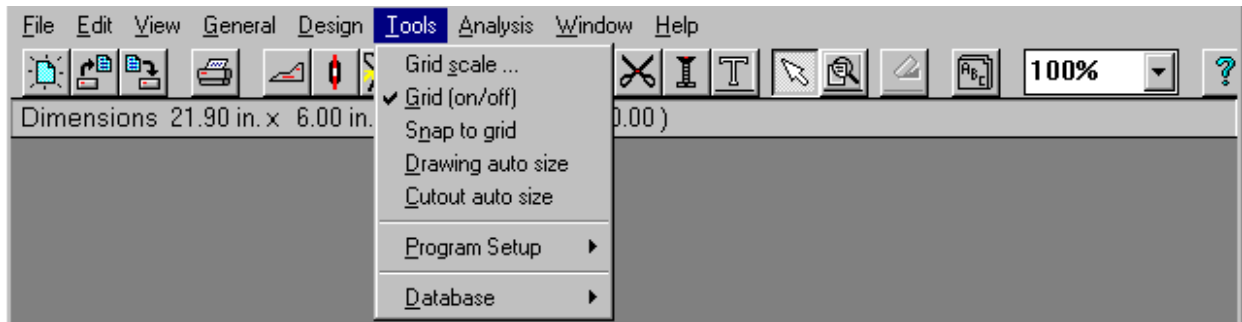 File Edit View General Design Tools Analysis Window Help
ABC 100% ?
Dimensions 21.90 in. x 6.00 in. 0.00 )
Grid scale ...
Grid (on/off)
Snap to grid
Drawing auto size
Cutout auto size
Program Setup
Database